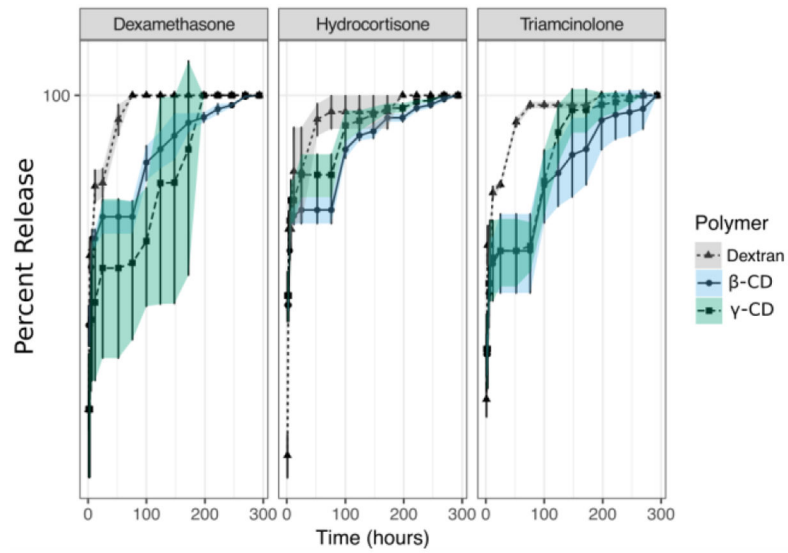 Dexamethasone Hydrocortisone Triamcinolone
100
Percent Release
Polymer
Dextran
β-CD
γ-CD
0 100 200 300 0 100 200 300 0 100 200 300
Time (hours)